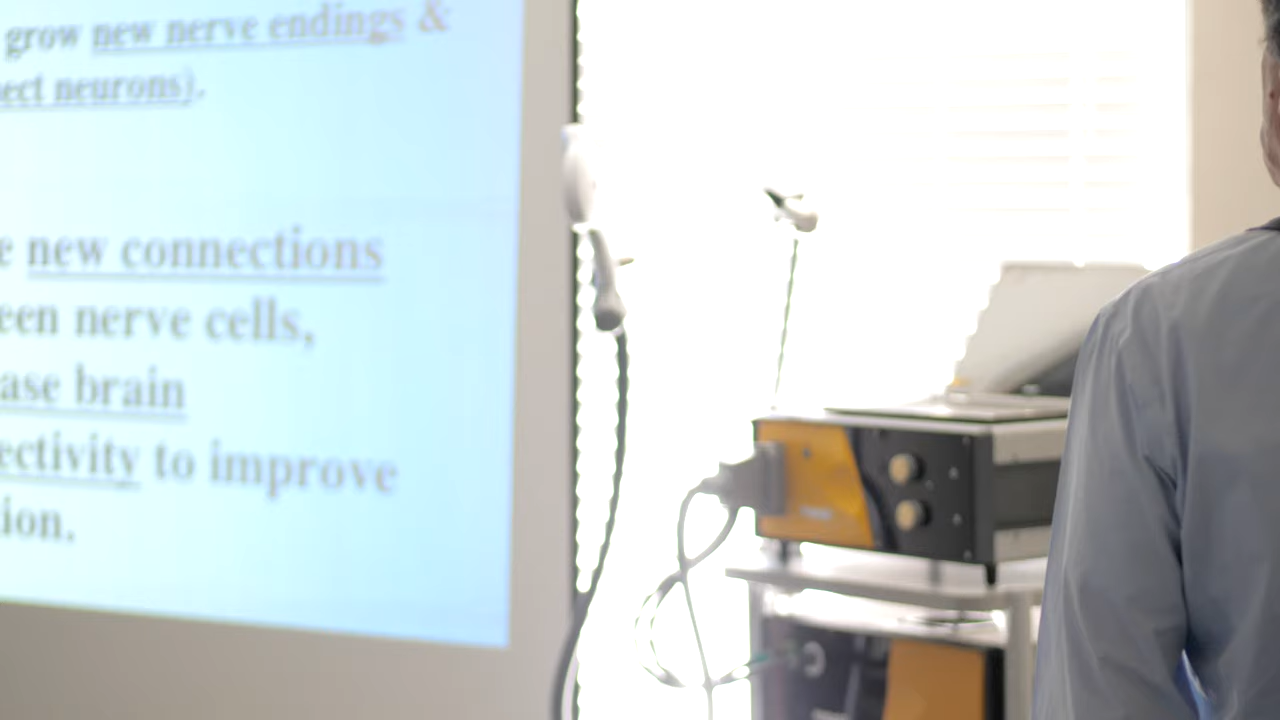 grow new nerve endings &
ect neurons).
e new connections
een nerve cells,
ase brain
ectivity to improve
ion.